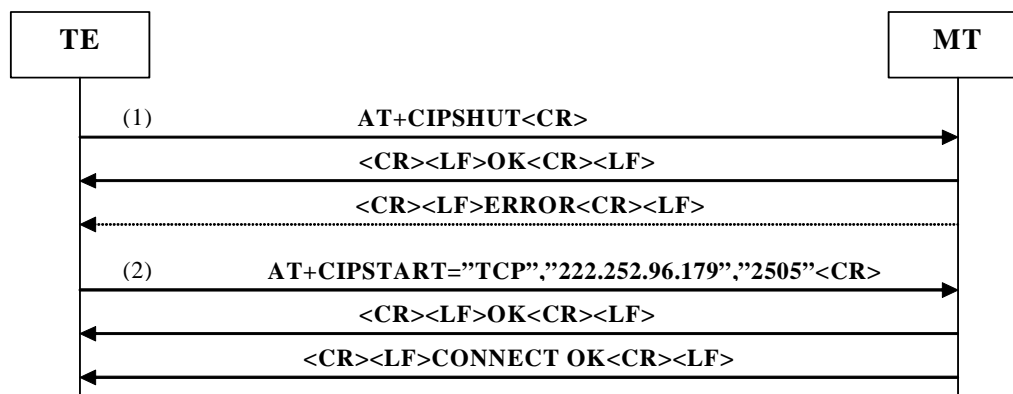 TE MT
(1) AT+CIPSHUT<CR>
<CR><LF>OK<CR><LF>
<CR><LF>ERROR<CR><LF>
(2) AT+CIPSTART=”TCP”,”222.252.96.179”,”2505”<CR>
<CR><LF>OK<CR><LF>
<CR><LF>CONNECT OK<CR><LF>